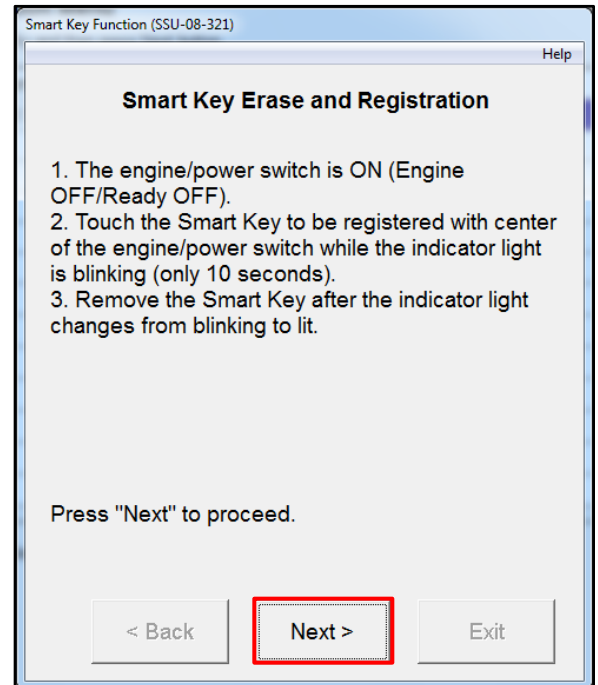 Smart Key Function (SSU-08-321)
Help
Smart Key Erase and Registration
1. The engine/power switch is ON (Engine
OFF/Ready OFF).
2. Touch the Smart Key to be registered with center
of the engine/power switch while the indicator light
is blinking (only 10 seconds).
3. Remove the Smart Key after the indicator light
changes from blinking to lit.
Press "Next" to proceed.
< Back
Next >
Exit